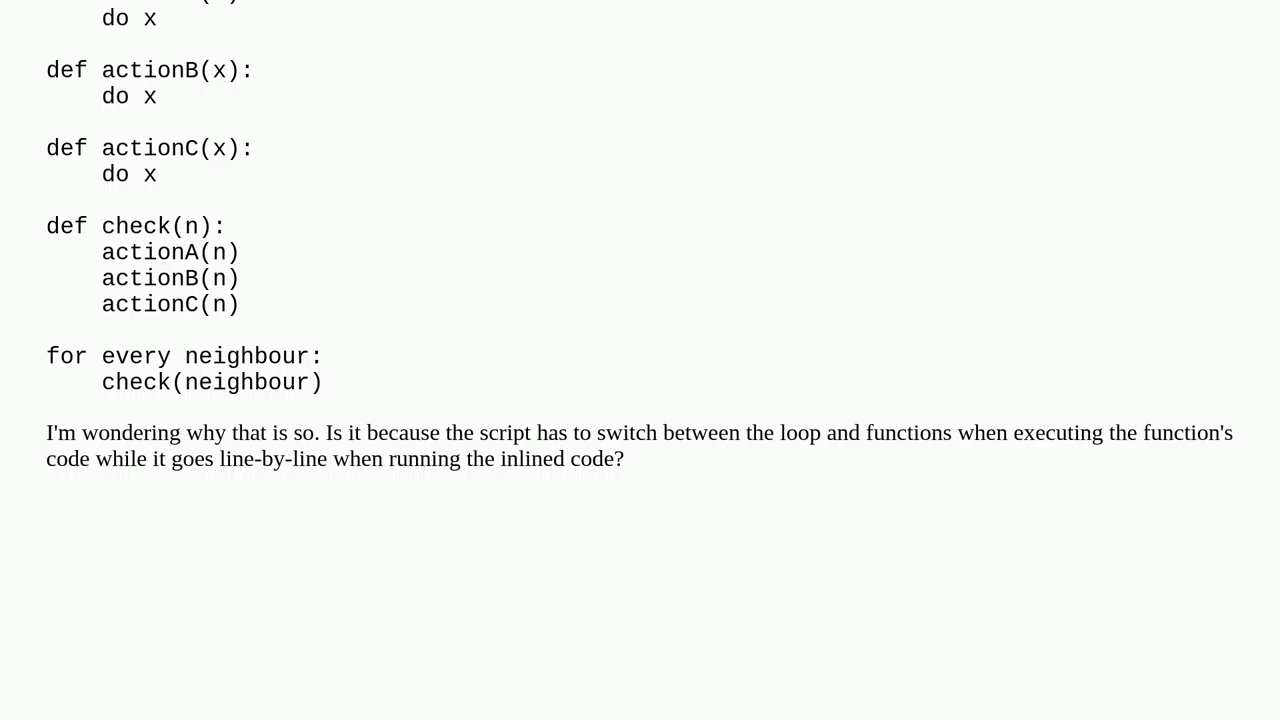 do x
def actionB(x):
do x
def actionC(x):
do x
def check(n):
actionA(n)
actionB(n)
actionC(n)
for every neighbour:
check(neighbour)
I'm wondering why that is so. Is it because the script has to switch between the loop and functions when executing the function's
code while it goes line-by-line when running the inlined code?